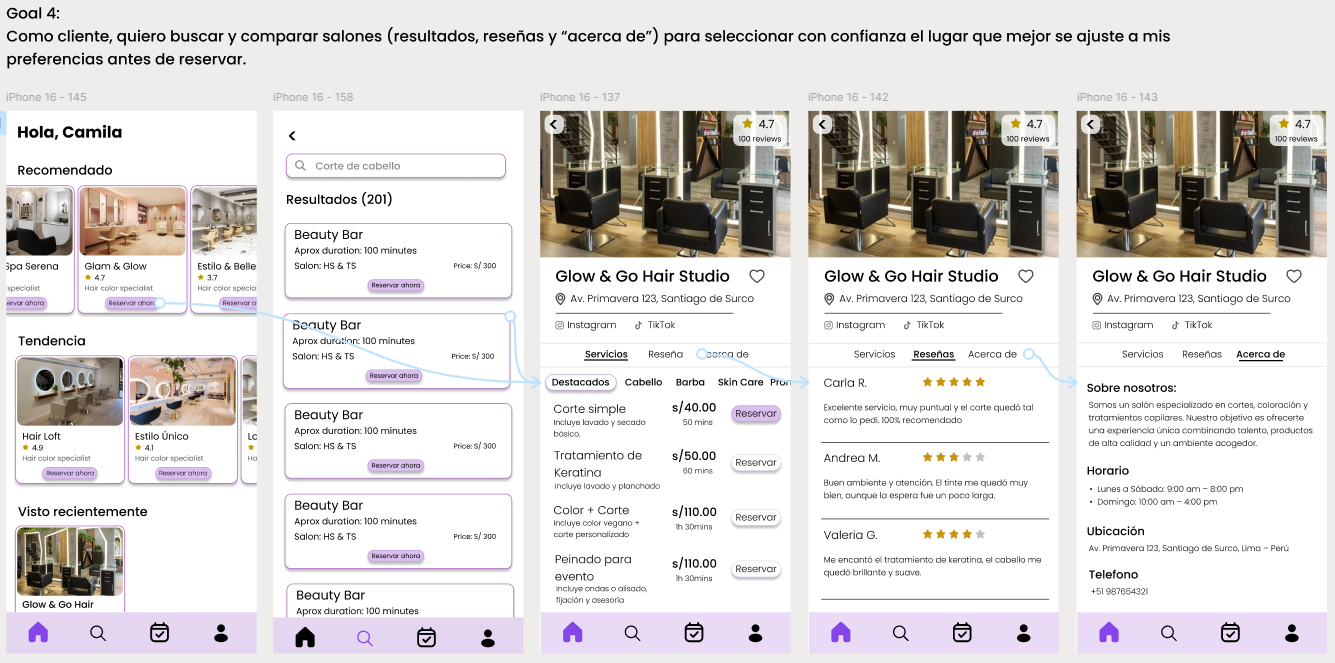 Goal 4:
Como cliente, quiero buscar y comparar salones (resultados, reseñas y “acerca de”) para seleccionar con confianza el lugar que mejor se ajuste a mis
preferencias antes de reservar.
iPhone 16 - 145
Hola, Camila
Recomendado
Spa Serena
specialist
Glam & Glow
4.7
Hair color specialist
Reservar ahora
Estilo & Belle
3.7
Hair color spec
Tendencia
Hair Loft
4.9
Hair color specialist
Reservar ahora
Estilo Único
4.1
Hair color specialist
Reservar ahora
Visto recientemente
Glow & Go Hair
iPhone 16 - 158
Corte de cabello
Resultados (201)
Beauty Bar
Aprox duration: 100 minutes
Salon: HS & TS Price: S/ 300
Reservar ahora
Beauty Bar
Aprox duration: 100 minutes
Salon: HS & TS Price: S/ 300
Reservar ahora
Beauty Bar
Aprox duration: 100 minutes
Salon: HS & TS Price: S/ 300
Reservar ahora
Beauty Bar
Aprox duration: 100 minutes
Salon: HS & TS Price: S/ 300
Reservar ahora
Beauty Bar
Aprox duration: 100 minutes
iPhone 16 - 137
4.7
100 reviews
Glow & Go Hair Studio
Av. Primavera 123, Santiago de Surco
Instagram TikTok
Servicios Reseña Acerca de
Destacados Cabello Barba Skin Care Pron
Corte simple s/40.00 Reservar
Incluye lavado y secado 50 mins
básico.
Tratamiento de s/50.00 Reservar
Keratina 60 mins
Incluye lavado y planchado
Color + Corte s/110.00 Reservar
Incluye color vegano + 1h 30mins
corte personalizado
Peinado para s/110.00 Reservar
evento 1h 30mins
Incluye ondas o alisado,
fijación y asesoría
iPhone 16 - 142
4.7
100 reviews
Glow & Go Hair Studio
Av. Primavera 123, Santiago de Surco
Instagram TikTok
Servicios Reseñas Acerca de
Carla R.
Excelente servicio, muy puntual y el corte quedó tal
como lo pedí. 100% recomendado
Andrea M.
Buen ambiente y atención. El tinte me quedó muy
bien, aunque la espera fue un poco larga.
Valeria G.
Me encantó el tratamiento de keratina, el cabello me
quedó brillante y suave.
iPhone 16 - 143
4.7
100 reviews
Glow & Go Hair Studio
Av. Primavera 123, Santiago de Surco
Instagram TikTok
Servicios Reseñas Acerca de
Sobre nosotros:
Somos un salón especializado en cortes, coloración y
tratamientos capilares. Nuestro objetivo es ofrecerte
una experiencia única combinando talento, productos
de alta calidad y un ambiente acogedor.
Horario
• Lunes a Sábado: 9:00 am – 8:00 pm
• Domingo: 10:00 am – 4:00 pm
Ubicación
Av. Primavera 123, Santiago de Surco, Lima – Perú
Telefono
+51 987654321